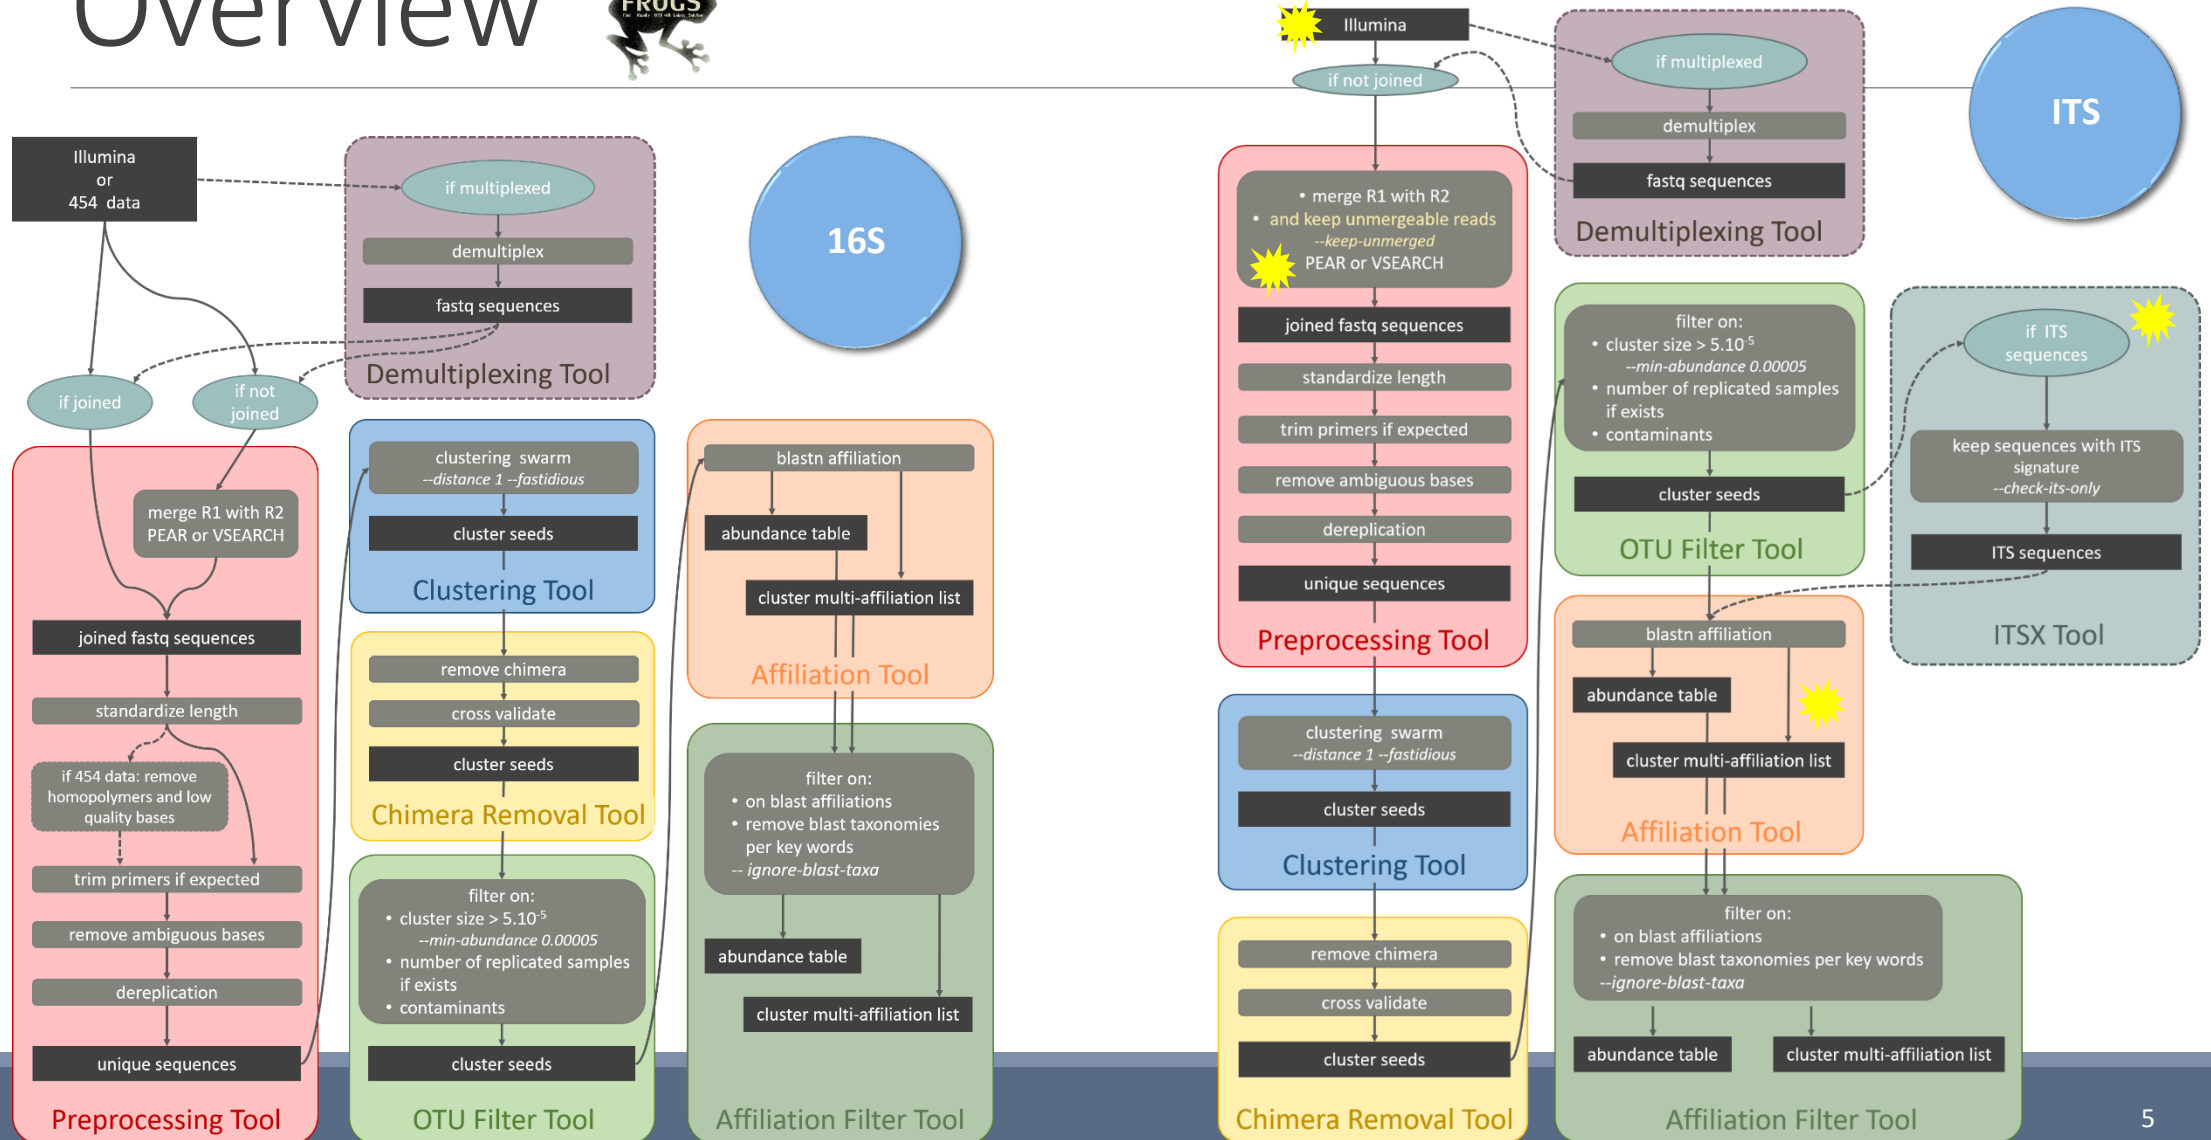 Overview
FROGS
16S
Illumina
or
454 data
if multiplexed
demultiplex
fastq sequences
Demultiplexing Tool
if joined
if not
joined
merge R1 with R2
PEAR or VSEARCH
joined fastq sequences
standardize length
if 454 data: remove
homopolymers and low
quality bases
trim primers if expected
remove ambiguous bases
dereplication
unique sequences
Preprocessing Tool
clustering swarm
--distance 1 --fastidious
cluster seeds
Clustering Tool
remove chimera
cross validate
cluster seeds
Chimera Removal Tool
filter on:
• cluster size > 5.10-5
--min-abundance 0.00005
• number of replicated samples
if exists
• contaminants
cluster seeds
OTU Filter Tool
blastn affiliation
abundance table
cluster multi-affiliation list
Affiliation Tool
filter on:
• on blast affiliations
• remove blast taxonomies
per key words
-- ignore-blast-taxa
abundance table
cluster multi-affiliation list
Affiliation Filter Tool
ITS
Illumina
if not joined
if multiplexed
demultiplex
fastq sequences
Demultiplexing Tool
• merge R1 with R2
• and keep unmergeable reads
--keep-unmerged
PEAR or VSEARCH
joined fastq sequences
standardize length
trim primers if expected
remove ambiguous bases
dereplication
unique sequences
Preprocessing Tool
clustering swarm
--distance 1 --fastidious
cluster seeds
Clustering Tool
remove chimera
cross validate
cluster seeds
Chimera Removal Tool
filter on:
• cluster size > 5.10-5
--min-abundance 0.00005
• number of replicated samples
if exists
• contaminants
cluster seeds
OTU Filter Tool
if ITS
sequences
keep sequences with ITS
signature
--check-its-only
ITS sequences
ITSX Tool
blastn affiliation
abundance table
cluster multi-affiliation list
Affiliation Tool
filter on:
• on blast affiliations
• remove blast taxonomies per key words
--ignore-blast-taxa
abundance table
cluster multi-affiliation list
Affiliation Filter Tool
5